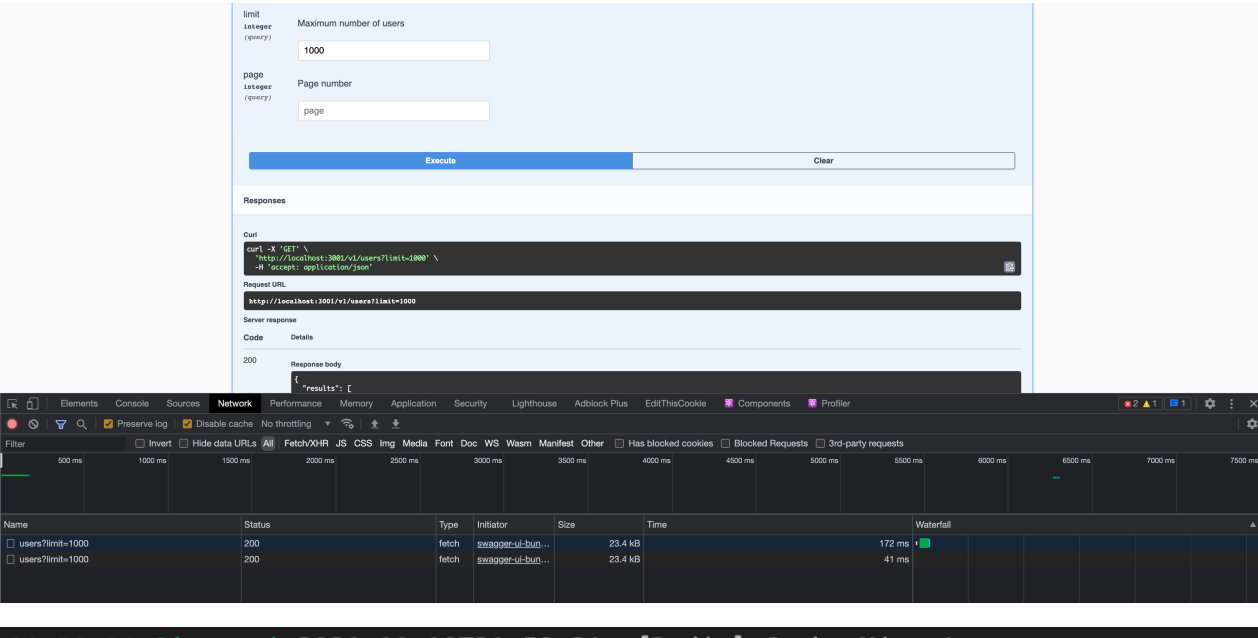 limit
integer
(query)
Maximum number of users
1000
page
integer
(query)
Page number
page
Execute
Clear
Responses
Curl
curl -X 'GET' \
'http://localhost:3001/v1/users?limit=1000' \
-H 'accept: application/json'
Request URL
http://localhost:3001/v1/users?limit=1000
Server response
Code Details
200
Response body
{
"results": [
Elements Console Sources Network Performance Memory Application Security Lighthouse Adblock Plus EditThisCookie Components Profiler 2 1 1
Preserve log Disable cache No throttling
Filter Invert Hide data URLs All Fetch/XHR JS CSS Img Media Font Doc WS Wasm Manifest Other Has blocked cookies Blocked Requests 3rd-party requests
500 ms 1000 ms 1500 ms 2000 ms 2500 ms 3000 ms 3500 ms 4000 ms 4500 ms 5000 ms 5500 ms 6000 ms 6500 ms 7000 ms 7500 ms
Name Status Type Initiator Size Time Waterfall
users?limit=1000 200 fetch swagger-ui-bun... 23.4 kB 172 ms
users?limit=1000 200 fetch swagger-ui-bun... 23.4 kB 41 ms